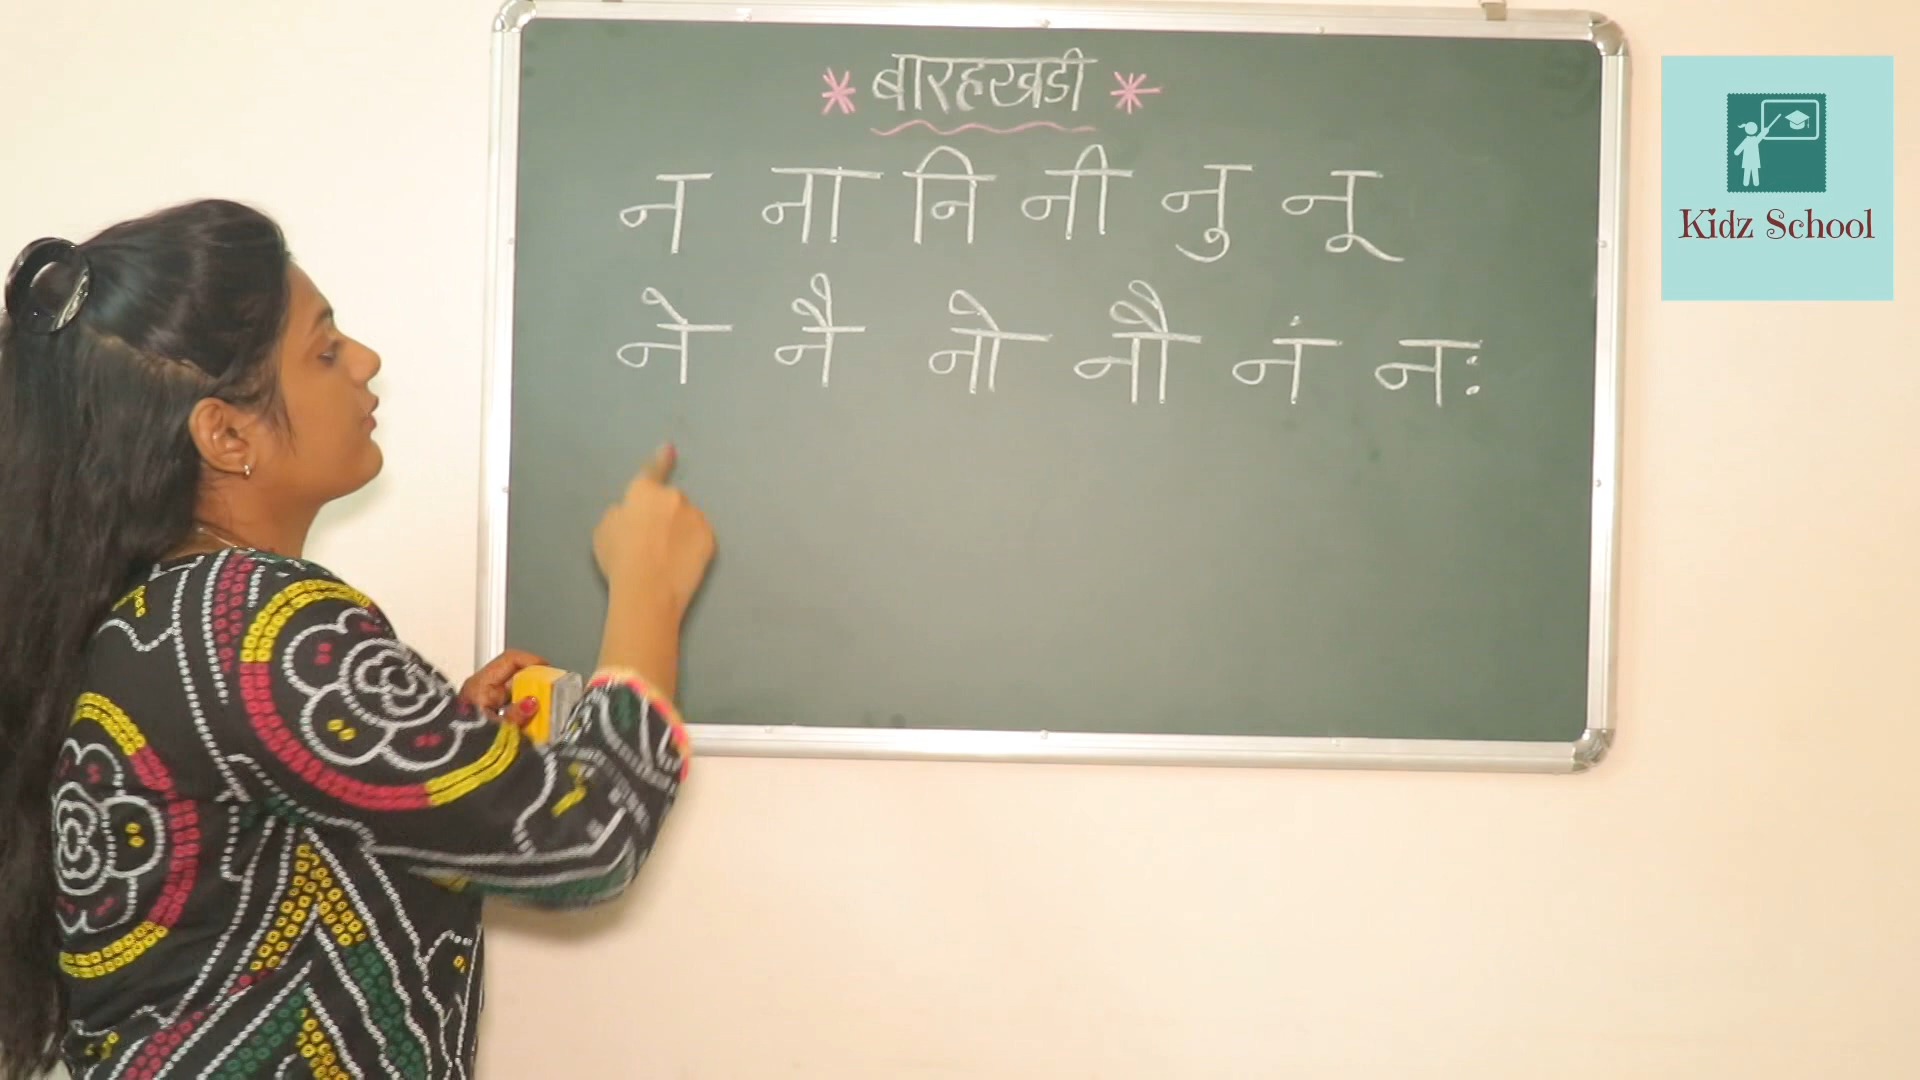 * बारहखडी *
न ना नि नी नु नू
ने नै नो नौ नं नः
Kidz School